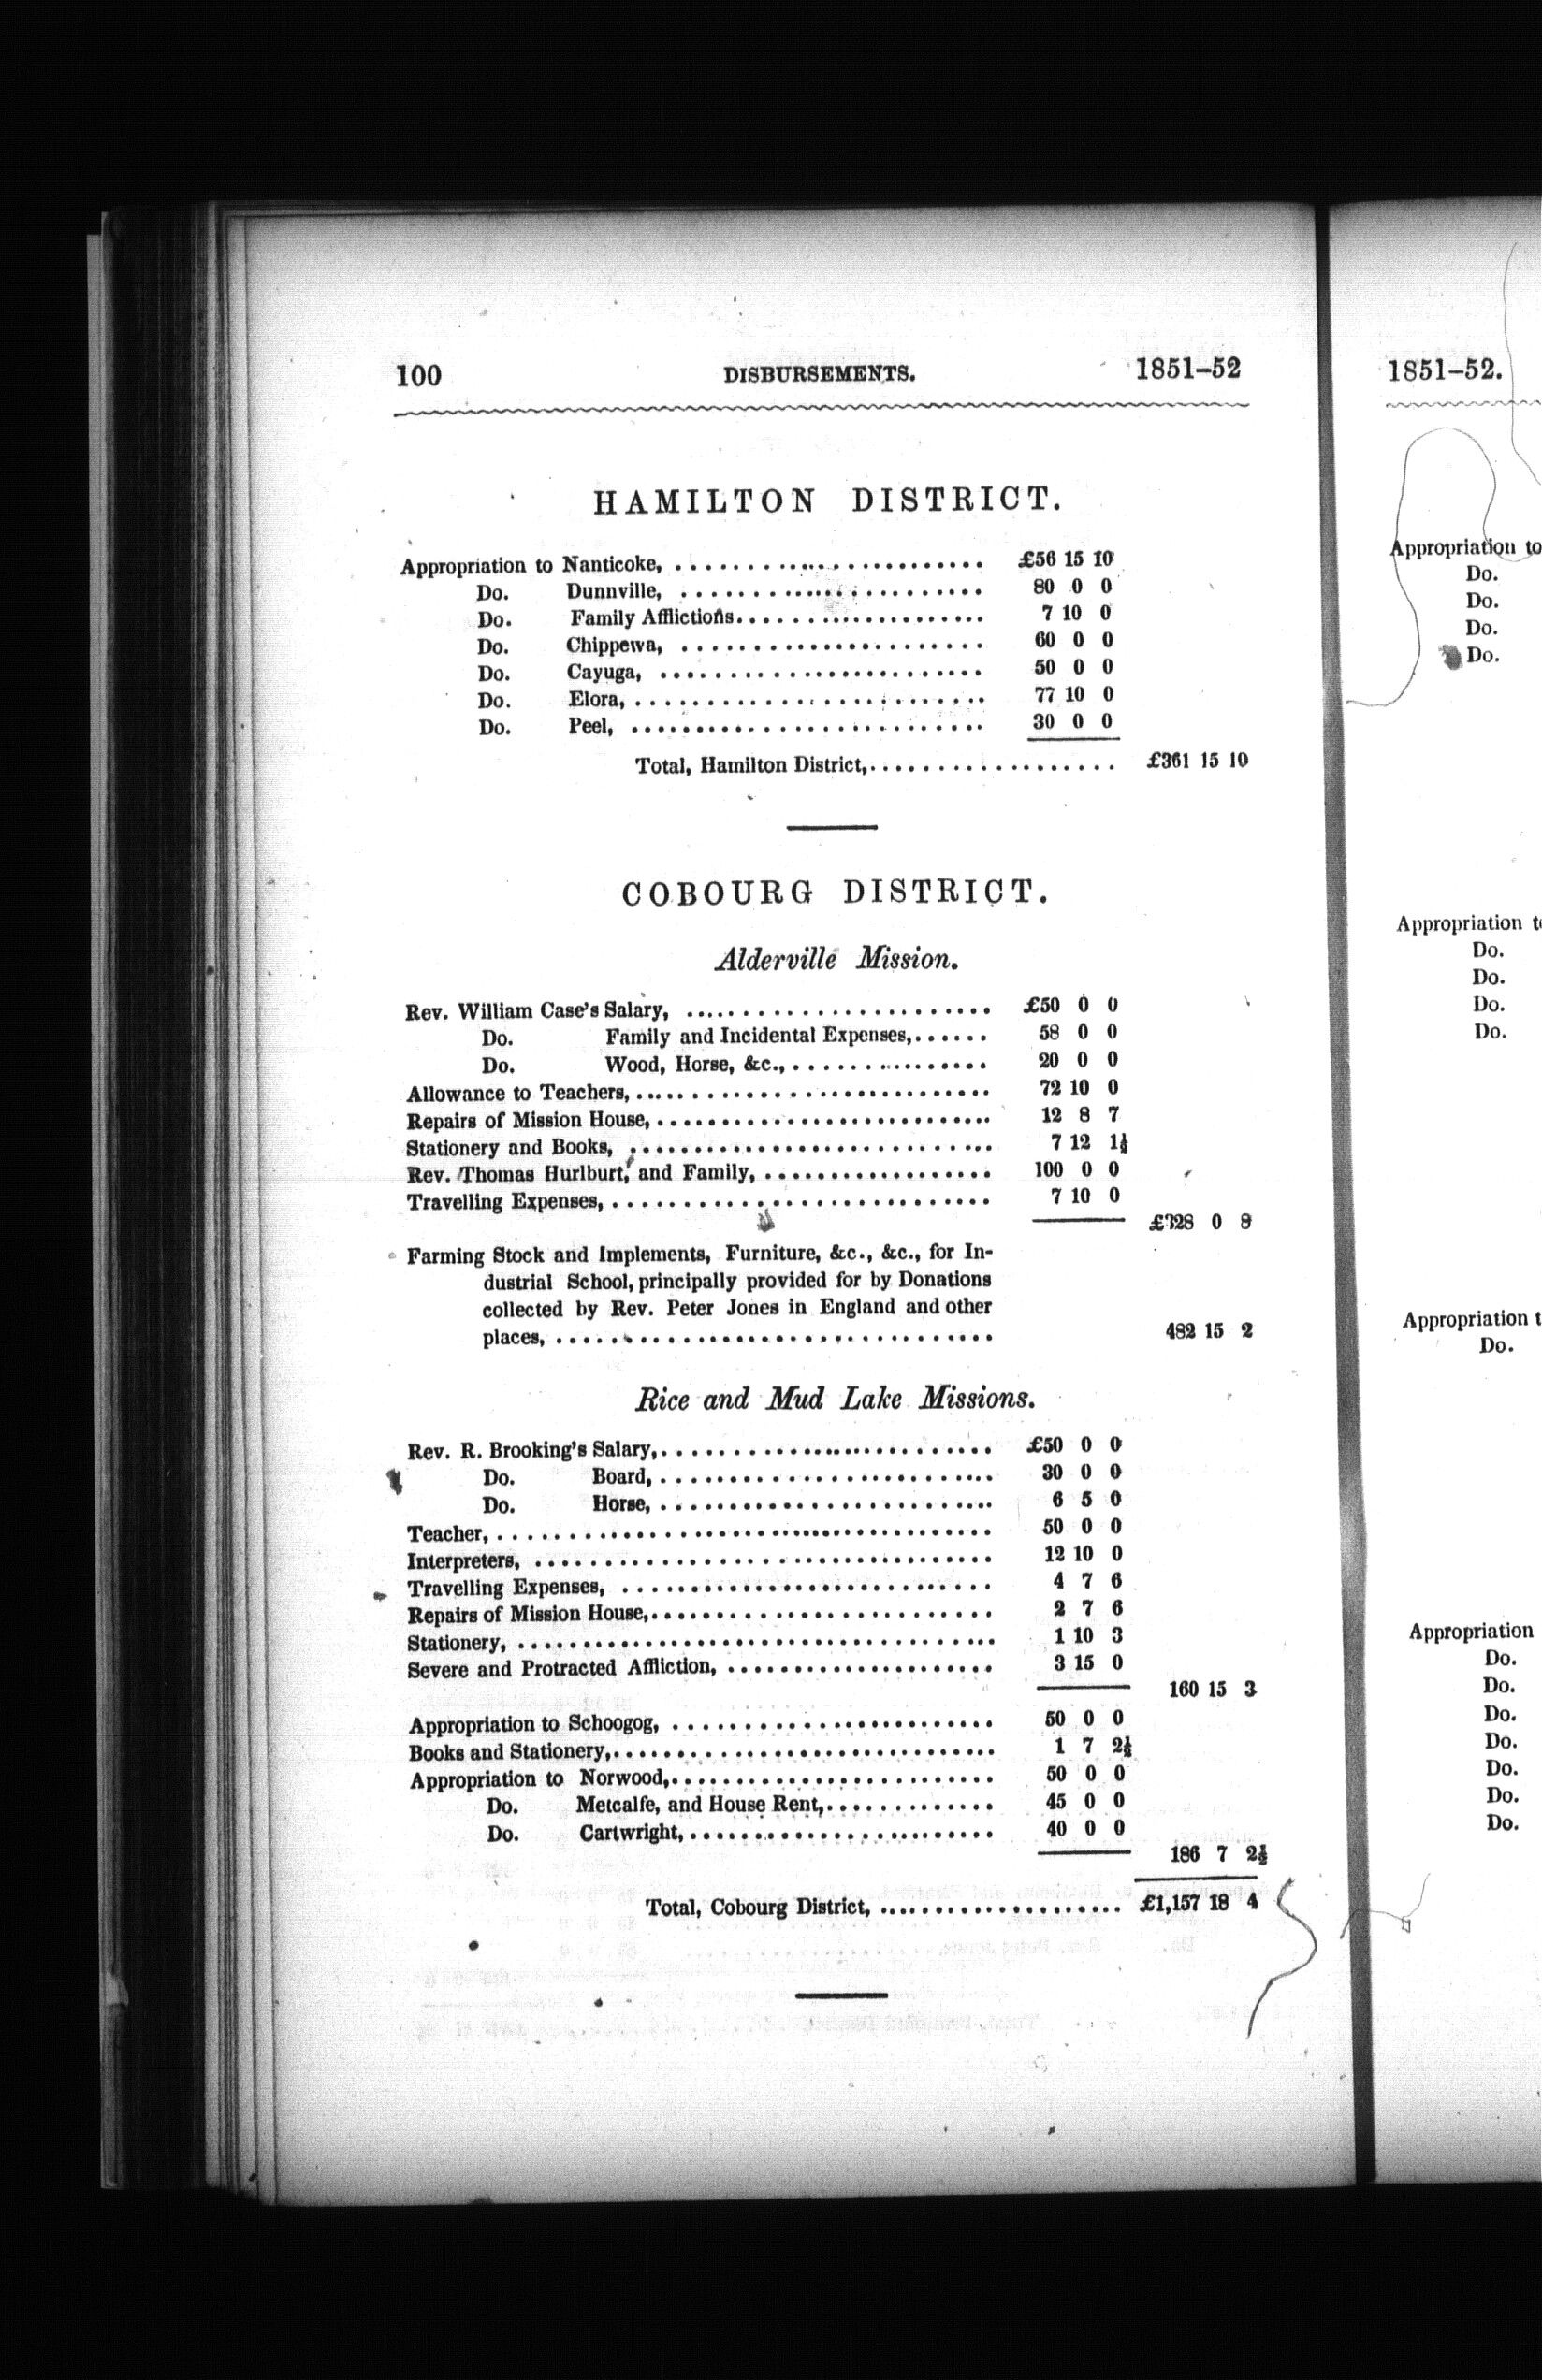 100 DISBURSEMENTS. 1851-52
HAMILTON DISTRICT.
Appropriation to Nanticoke, £56 15 10
Do. Dunnville, 80 0 0
Do. Family Afflictions 7 10 0
Do. Chippewa, 60 0 0
Do. Cayuga, 50 0 0
Do. Elora, 77 10 0
Do. Peel, 30 0 0
Total, Hamilton District, £361 15 10
COBOURG DISTRICT.
Alderville Mission.
Rev. William Case's Salary, £50 0 0
Do. Family and Incidental Expenses, 58 0 0
Do. Wood, Horse, &c., 20 0 0
Allowance to Teachers, 72 10 0
Repairs of Mission House, 12 8 7
Stationery and Books, 7 12 1½
Rev. Thomas Hurlburt, and Family, 100 0 0
Travelling Expenses, 7 10 0
£328 0 8
Farming Stock and Implements, Furniture, &c., &c., for In-
dustrial School, principally provided for by Donations
collected by Rev. Peter Jones in England and other
places, 482 15 2
Rice and Mud Lake Missions.
Rev. R. Brooking's Salary, £50 0 0
Do. Board, 30 0 0
Do. Horse, 6 5 0
Teacher, 50 0 0
Interpreters, 12 10 0
Travelling Expenses, 4 7 6
Repairs of Mission House, 2 7 6
Stationery, 1 10 3
Severe and Protracted Affliction, 3 15 0
160 15 3
Appropriation to Schoogog, 50 0 0
Books and Stationery, 1 7 2½
Appropriation to Norwood, 50 0 0
Do. Metcalfe, and House Rent, 45 0 0
Do. Cartwright, 40 0 0
186 7 2½
Total, Cobourg District, £1,157 18 4
1851-52.
Appropriation to
Do.
Do.
Do.
Do.
Appropriation
Do.
Do.
Do.
Do.
Appropriation
Do.
Appropriation
Do.
Do.
Do.
Do.
Do.
Do.
Do.